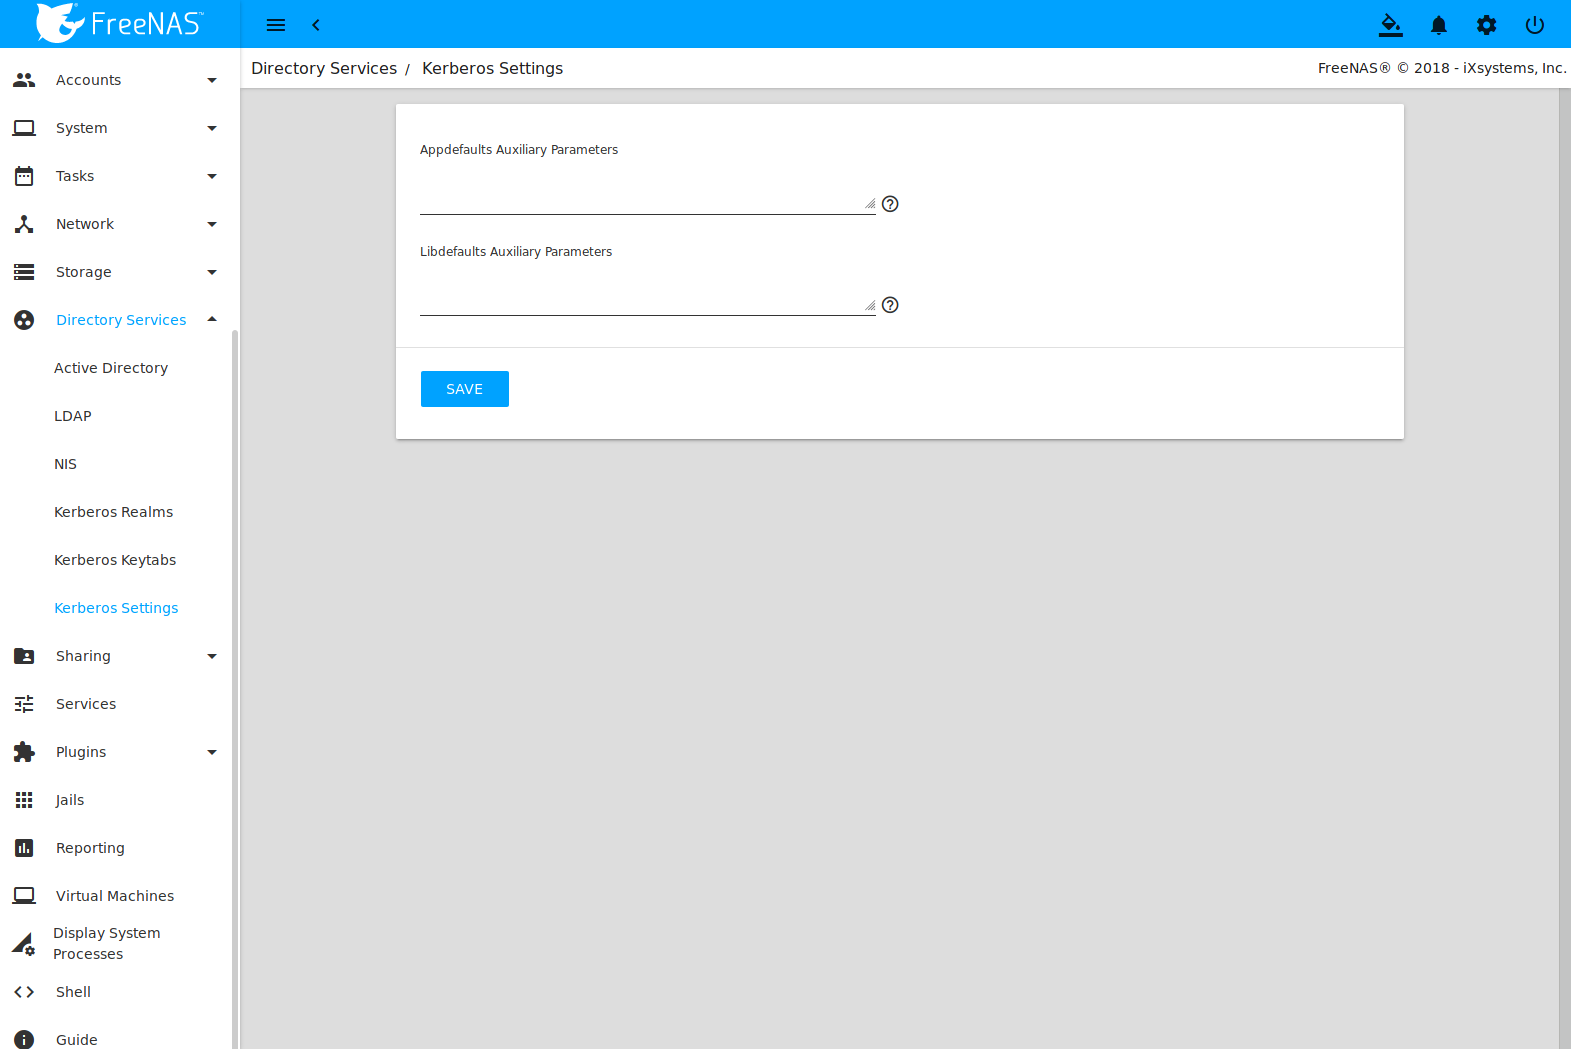 FreeNAS™
Directory Services / Kerberos Settings
FreeNAS® © 2018 - iXsystems, Inc.
Accounts
System
Tasks
Network
Storage
Directory Services
Active Directory
LDAP
NIS
Kerberos Realms
Kerberos Keytabs
Kerberos Settings
Sharing
Services
Plugins
Jails
Reporting
Virtual Machines
Display System
Processes
Shell
Guide
Appdefaults Auxiliary Parameters
Libdefaults Auxiliary Parameters
SAVE